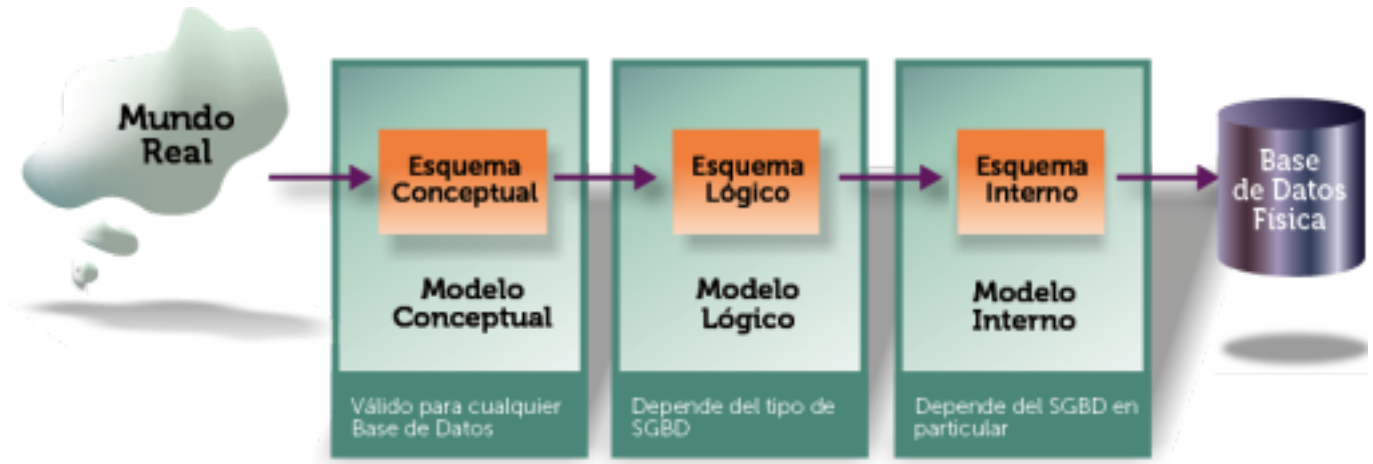 Mundo
Real
Esquema
Conceptual
Modelo
Conceptual
Válido para cualquier
Base de Datos
Esquema
Lógico
Modelo
Lógico
Depende del tipo de
SGBD
Esquema
Interno
Modelo
Interno
Depende del SGBD en
particular
Base
de Datos
Física